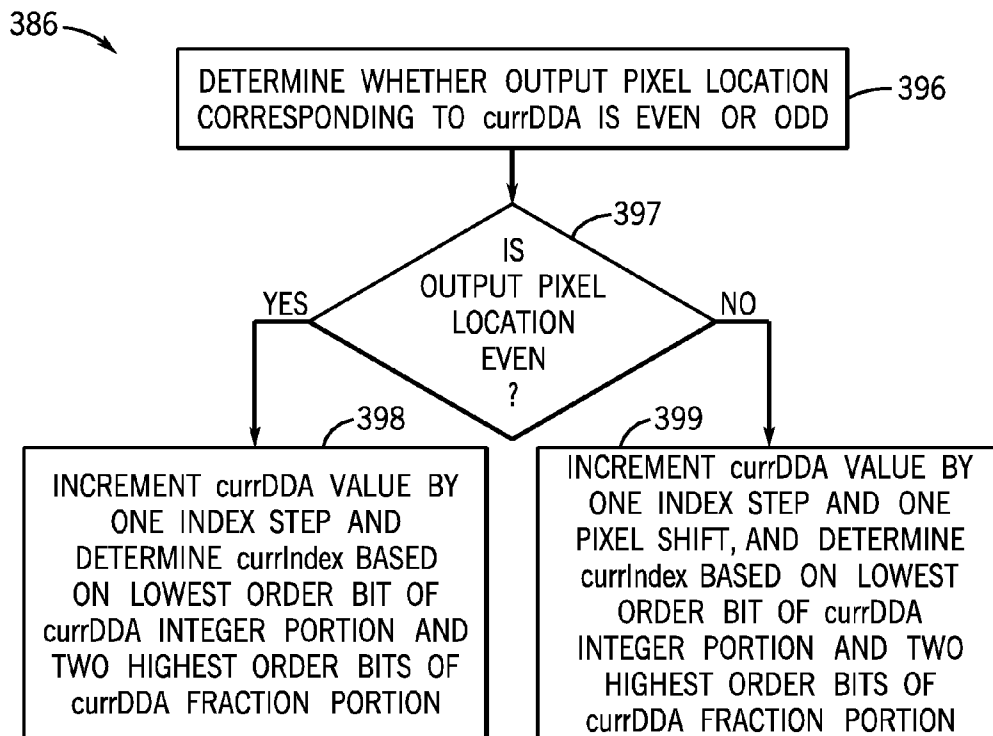 386
DETERMINE WHETHER OUTPUT PIXEL LOCATION
CORRESPONDING TO currDDA IS EVEN OR ODD
396
397
IS
OUTPUT PIXEL
LOCATION
EVEN
?
YES
NO
398
INCREMENT currDDA VALUE BY
ONE INDEX STEP AND
DETERMINE currIndex BASED
ON LOWEST ORDER BIT OF
currDDA INTEGER PORTION AND
TWO HIGHEST ORDER BITS OF
currDDA FRACTION PORTION
399
INCREMENT currDDA VALUE BY
ONE INDEX STEP AND ONE
PIXEL SHIFT, AND DETERMINE
currIndex BASED ON LOWEST
ORDER BIT OF currDDA
INTEGER PORTION AND TWO
HIGHEST ORDER BITS OF
currDDA FRACTION PORTION